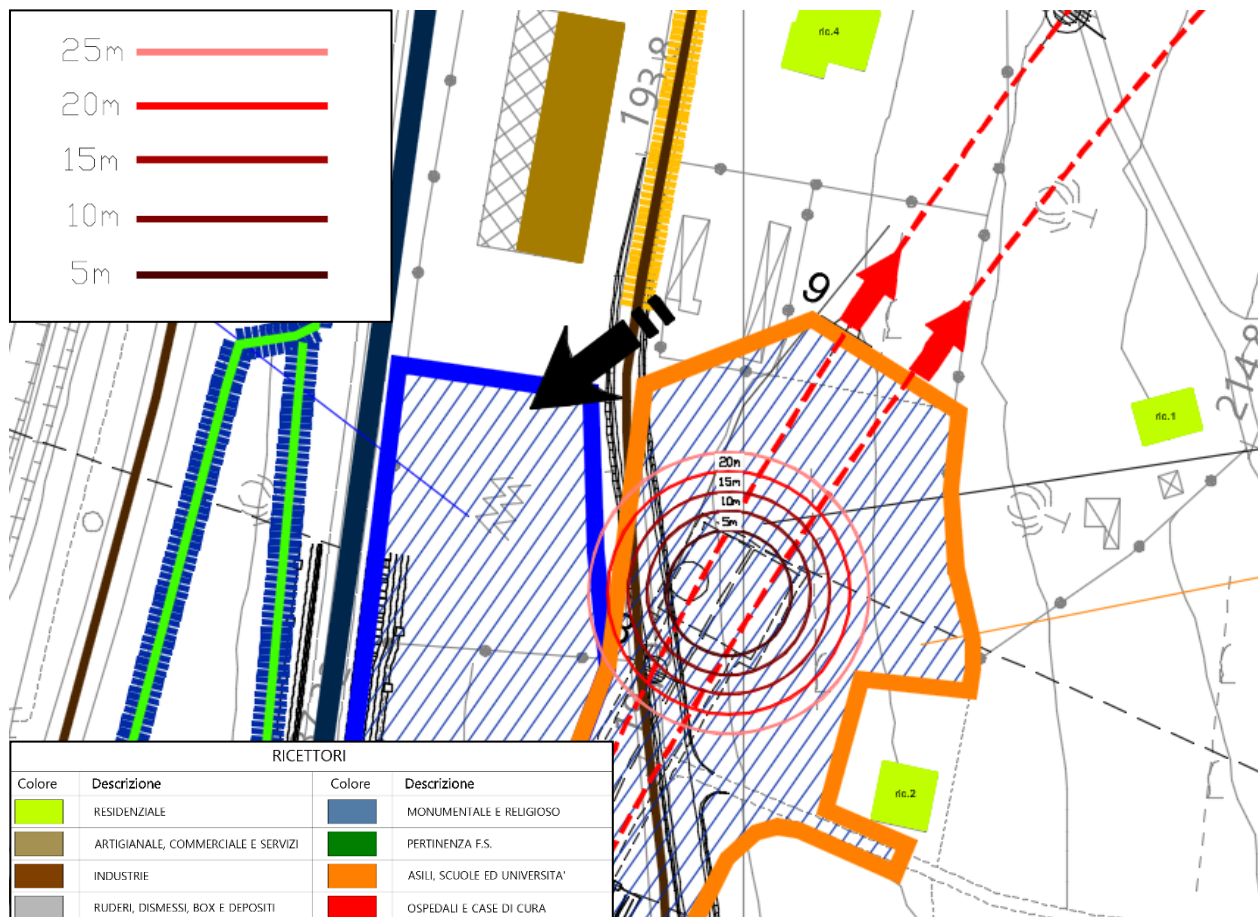 25m
20m
15m
10m
5m
ric.4
193.8
9
ric.1
214.8
20m
15m
10m
5m
ric.2
RICETTORI
Colore Descrizione Colore Descrizione
RESIDENZIALE MONUMENTALE E RELIGIOSO
ARTIGIANALE, COMMERCIALE E SERVIZI PERTINENZA F.S.
INDUSTRIE ASILI, SCUOLE ED UNIVERSITA'
RUDERI, DISMESSI, BOX E DEPOSITI OSPEDALI E CASE DI CURA